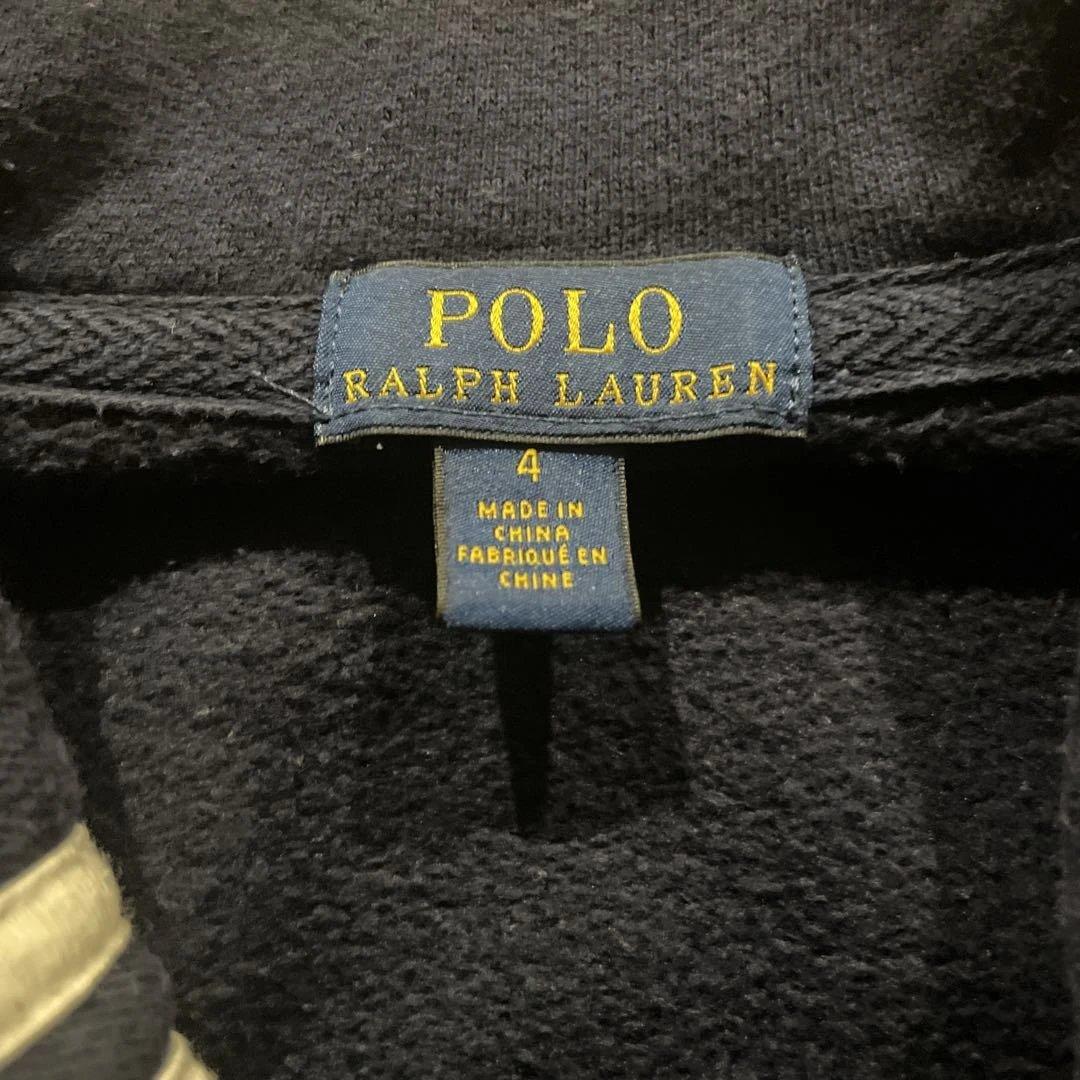 POLO
RALPH LAUREN
4
MADE IN
CHINA
FABRIQUÉ EN
CHINE